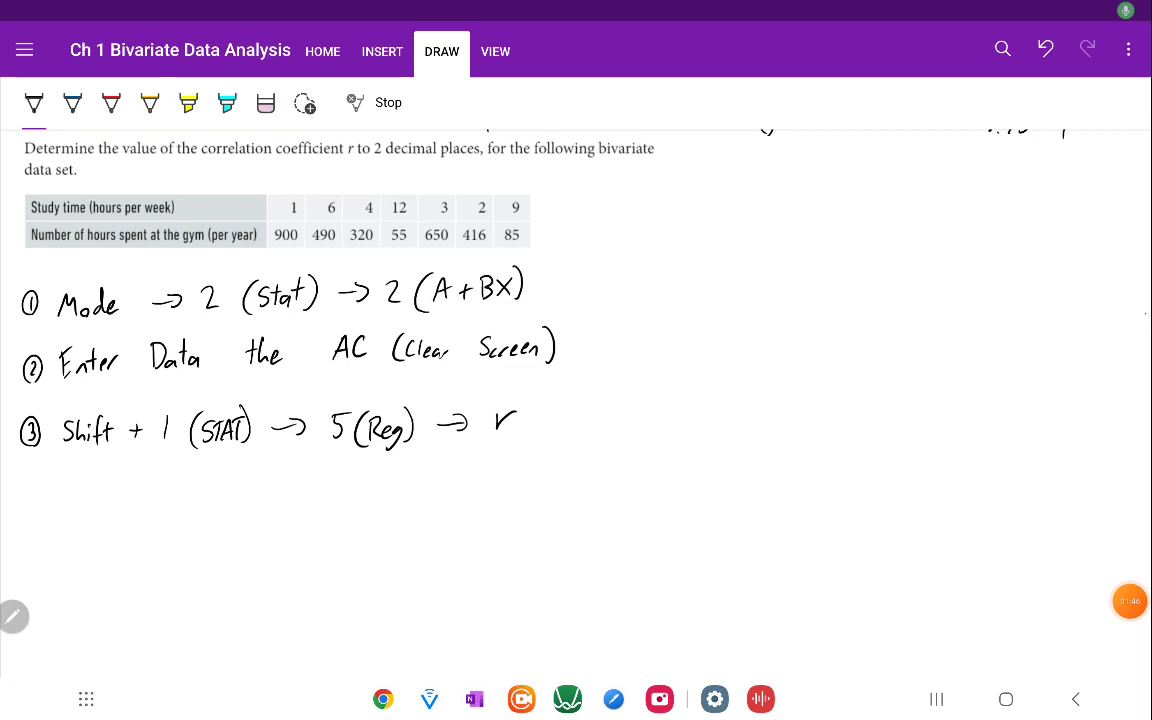 Ch 1 Bivariate Data Analysis HOME INSERT DRAW VIEW
Stop
Determine the value of the correlation coefficient r to 2 decimal places, for the following bivariate
data set.
Study time (hours per week) 1 6 4 12 3 2 9
Number of hours spent at the gym (per year) 900 490 320 55 650 416 85
① Mode → 2 (Stat) → 2 (A + BX)
② Enter Data the AC (Clear Screen)
③ Shift + 1 (STAT) → 5 (Reg) → r
01:46